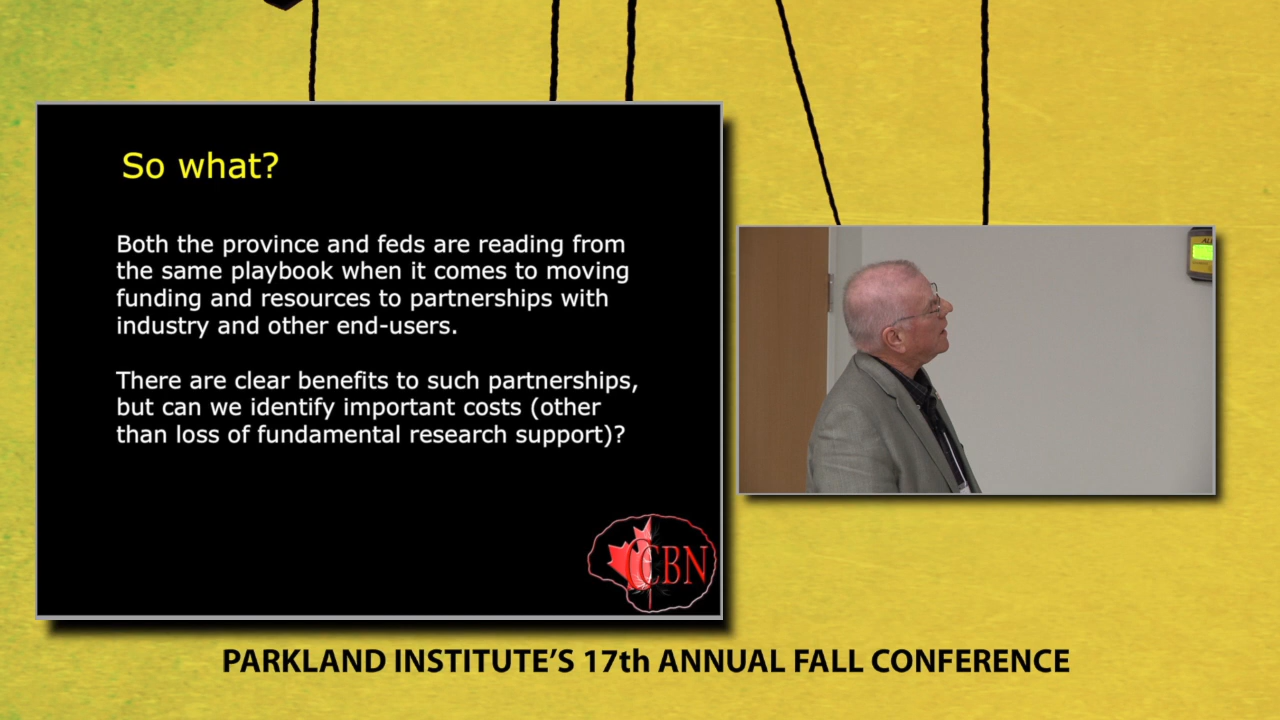 So what?
Both the province and feds are reading from
the same playbook when it comes to moving
funding and resources to partnerships with
industry and other end-users.
There are clear benefits to such partnerships,
but can we identify important costs (other
than loss of fundamental research support)?
CCBN
PARKLAND INSTITUTE'S 17th ANNUAL FALL CONFERENCE